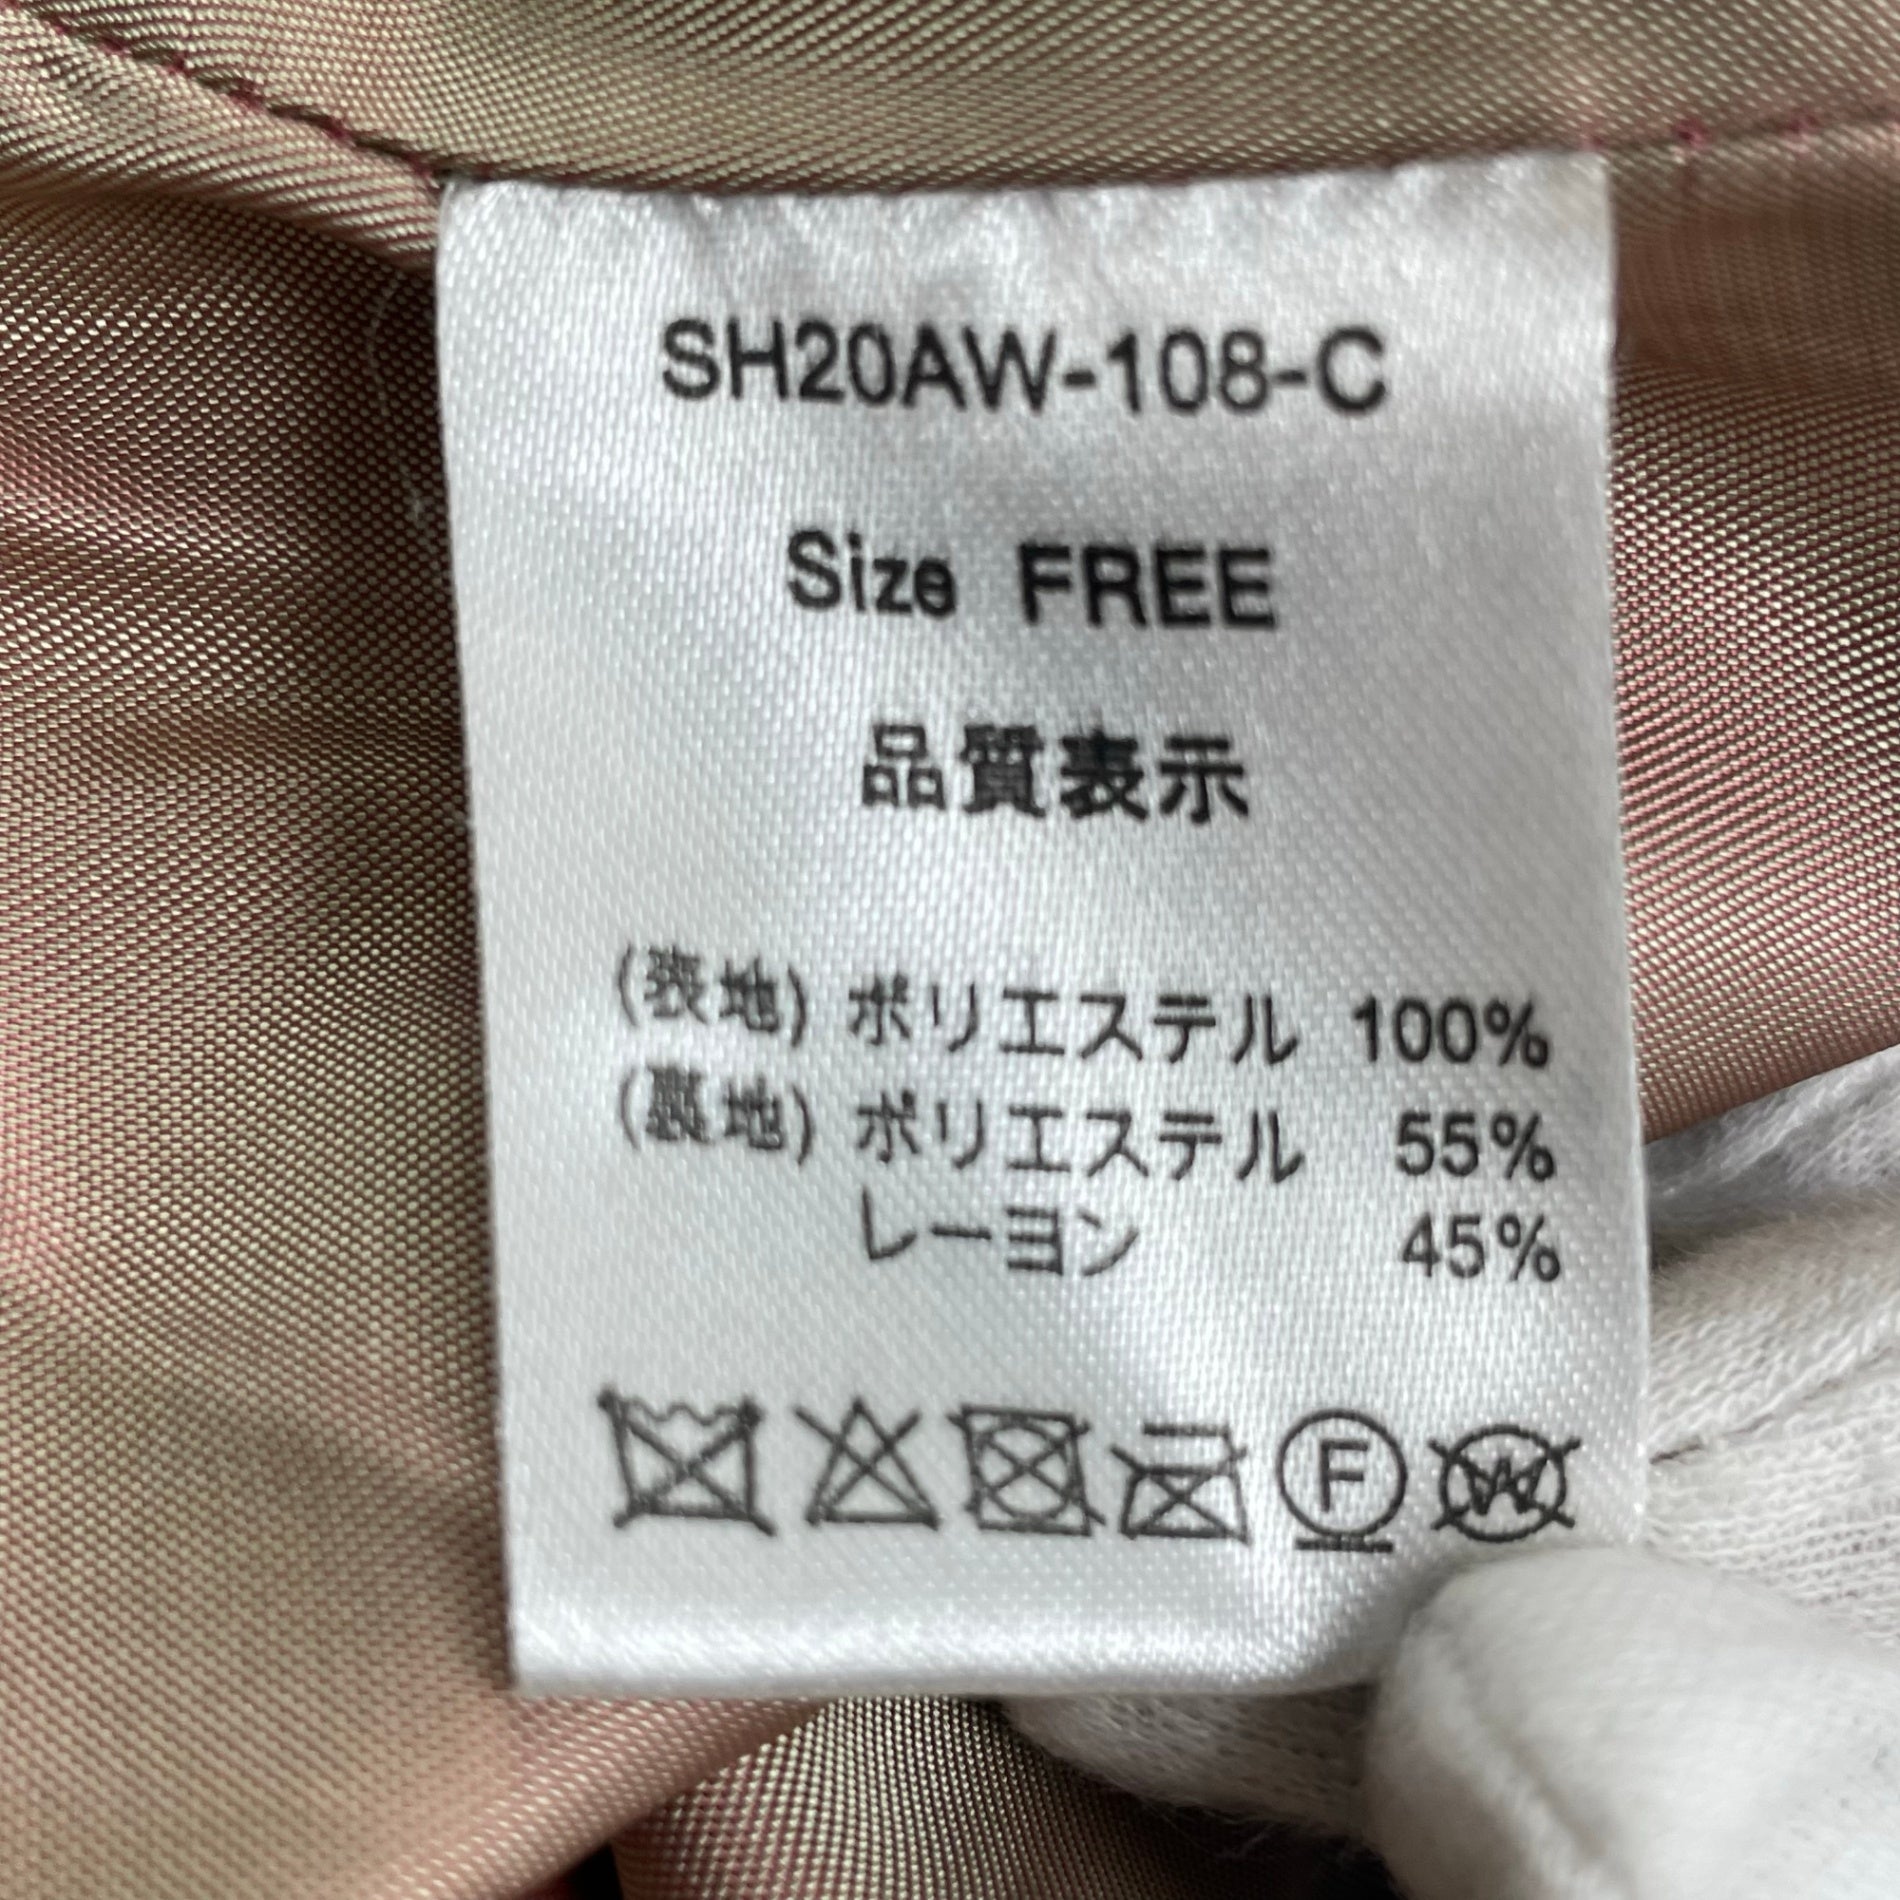 SH20AW-108-C
Size FREE
品質表示
(表地) ポリエステル 100%
(裏地) ポリエステル 55%
レーヨン 45%
F
W